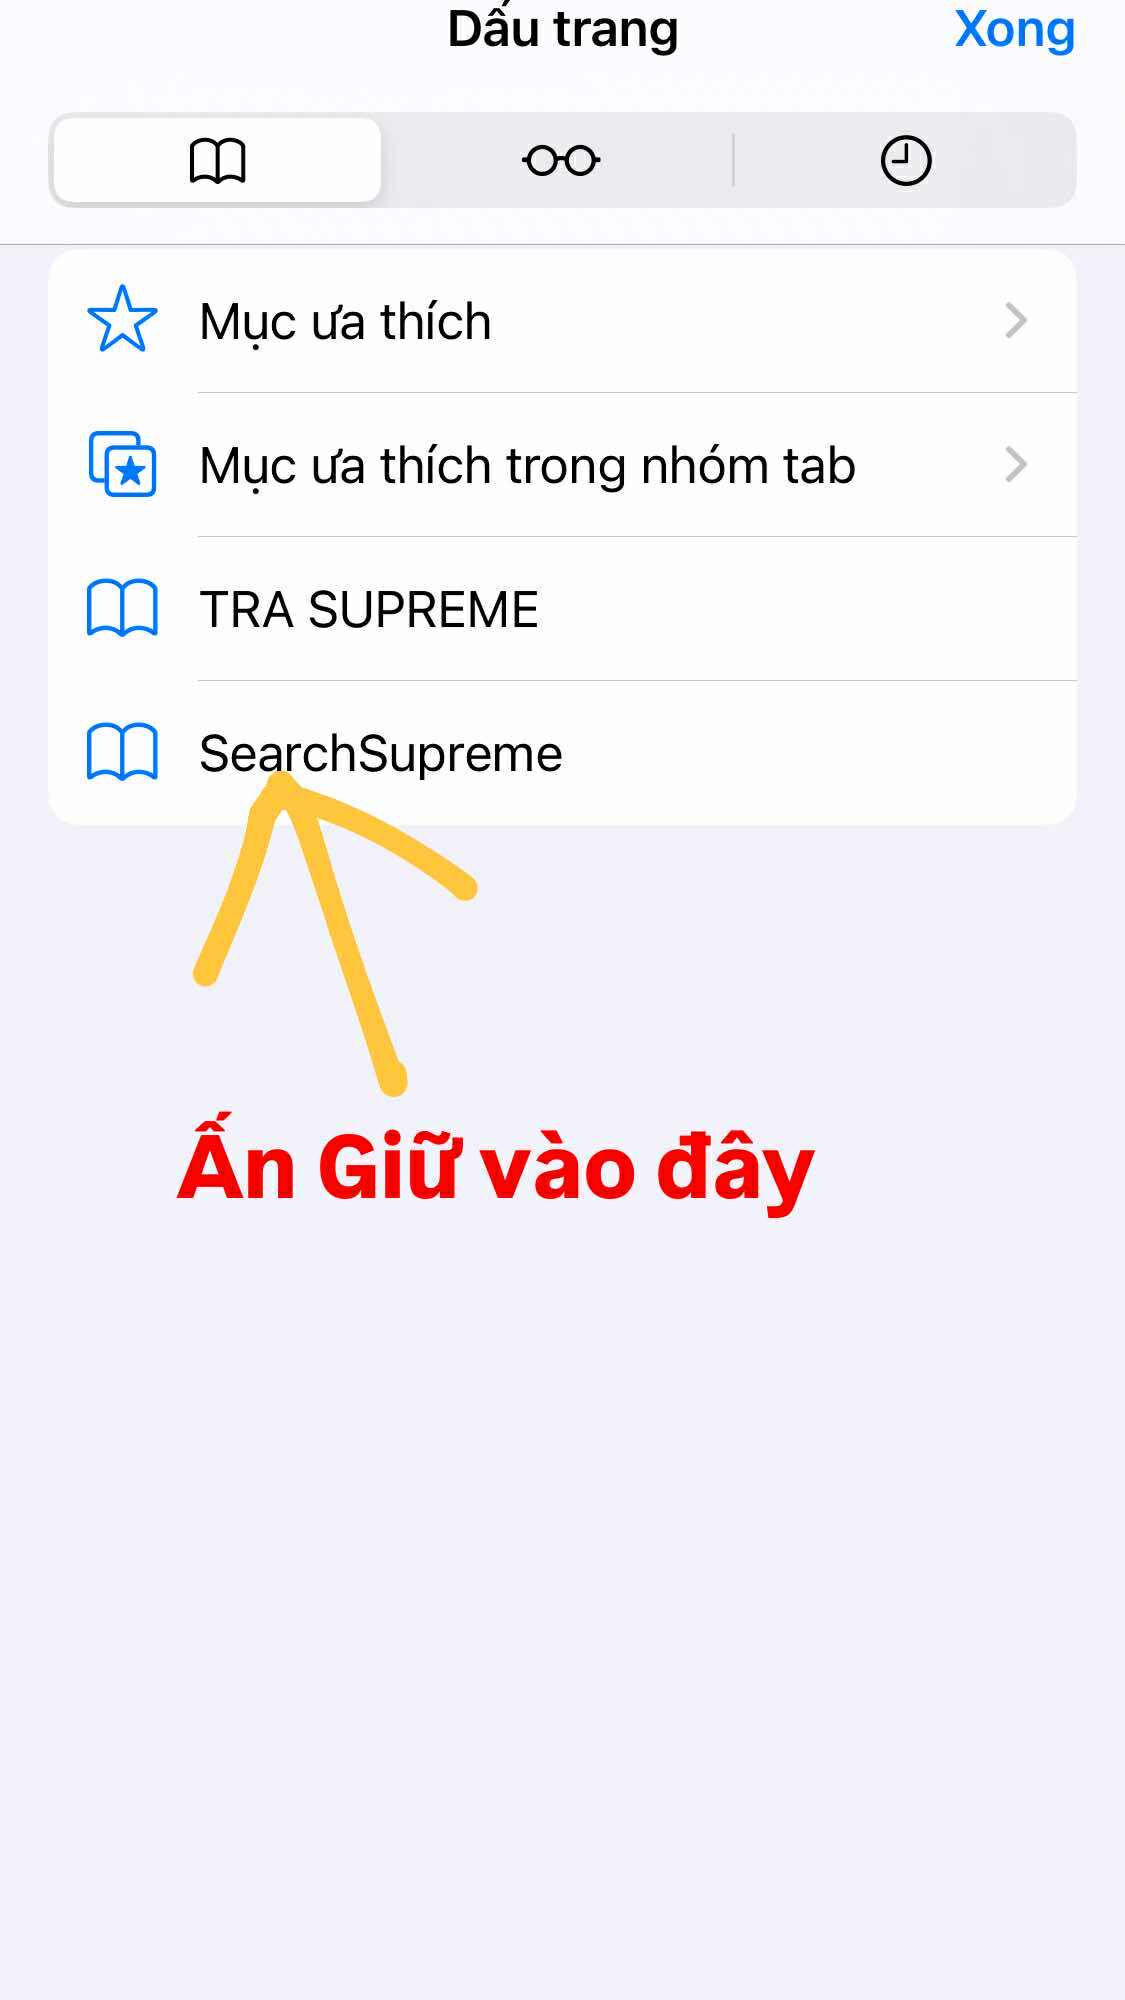 Dấu trang
Xong
Mục ưa thích
Mục ưa thích trong nhóm tab
TRA SUPREME
SearchSupreme
Ấn Giữ vào đây